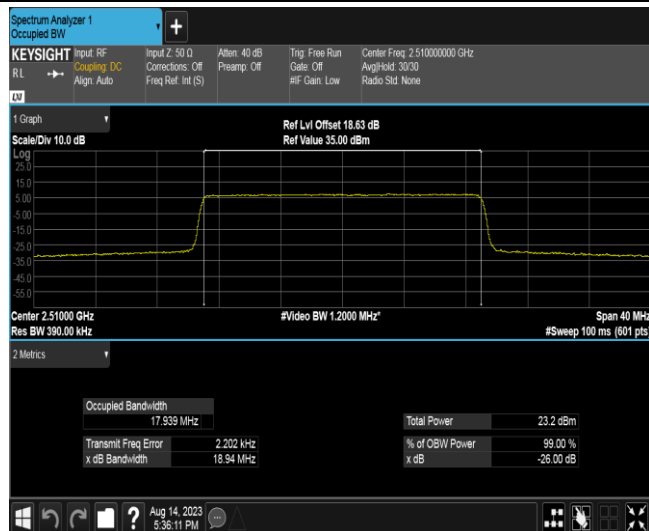 Spectrum Analyzer 1
Occupied BW
+
KEYSIGHT
RL
LXI
Input: RF
Coupling: DC
Align: Auto
Input Z: 50 Ω
Corrections: Off
Freq Ref: Int (S)
Atten: 40 dB
Preamp: Off
Trig: Free Run
Gate: Off
#IF Gain: Low
Center Freq: 2.510000000 GHz
Avg|Hold: 30/30
Radio Std: None
1 Graph
Scale/Div 10.0 dB
Ref Lvl Offset 18.63 dB
Ref Value 35.00 dBm
Log
25.0
15.0
5.00
-5.00
-15.0
-25.0
-35.0
-45.0
-55.0
Center 2.51000 GHz
#Video BW 1.2000 MHz*
Span 40 MHz
Res BW 390.00 kHz
#Sweep 100 ms (601 pts)
2 Metrics
Occupied Bandwidth
17.939 MHz
Total Power 23.2 dBm
Transmit Freq Error 2.202 kHz
% of OBW Power 99.00 %
x dB Bandwidth 18.94 MHz
x dB -26.00 dB
?
Aug 14, 2023
5:36:11 PM